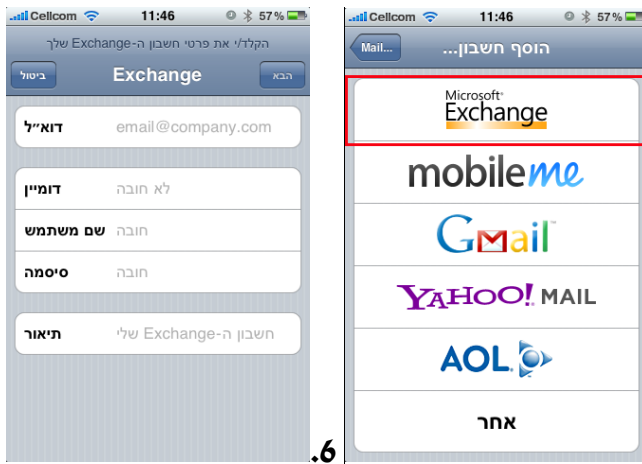 Cellcom 11:46 57%
הקלד/י את פרטי חשבון ה-Exchange שלך
ביטול Exchange הבא
דוא״ל email@company.com
דומיין לא חובה
שם משתמש חובה
סיסמה חובה
תיאור חשבון ה-Exchange שלי
.6
Cellcom 11:46 57%
Mail... הוסף חשבון...
Microsoft
Exchange
mobileme
Gmail
YAHOO! MAIL
AOL
אחר